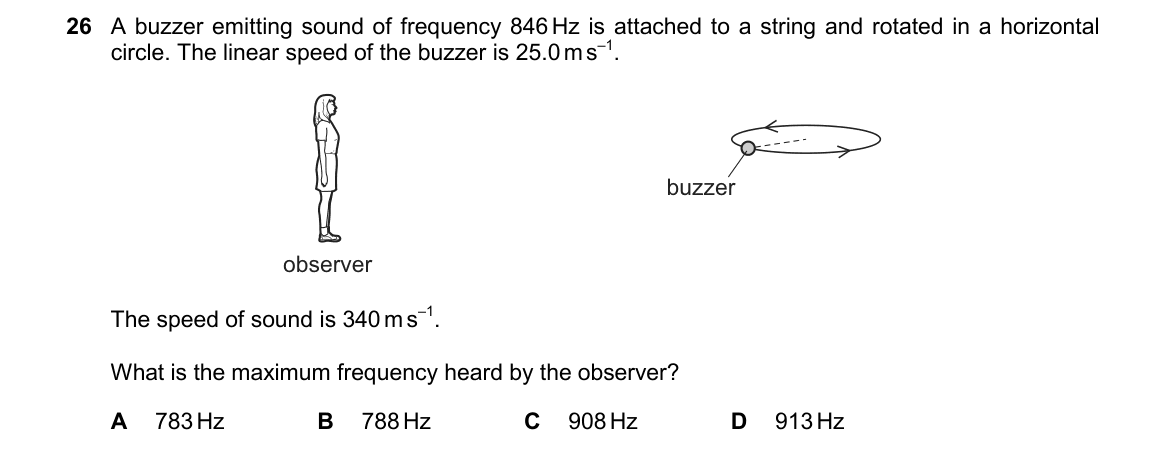 26 A buzzer emitting sound of frequency 846 Hz is attached to a string and rotated in a horizontal
circle. The linear speed of the buzzer is 25.0 m s⁻¹.
buzzer
observer
The speed of sound is 340 m s⁻¹.
What is the maximum frequency heard by the observer?
A 783 Hz B 788 Hz C 908 Hz D 913 Hz